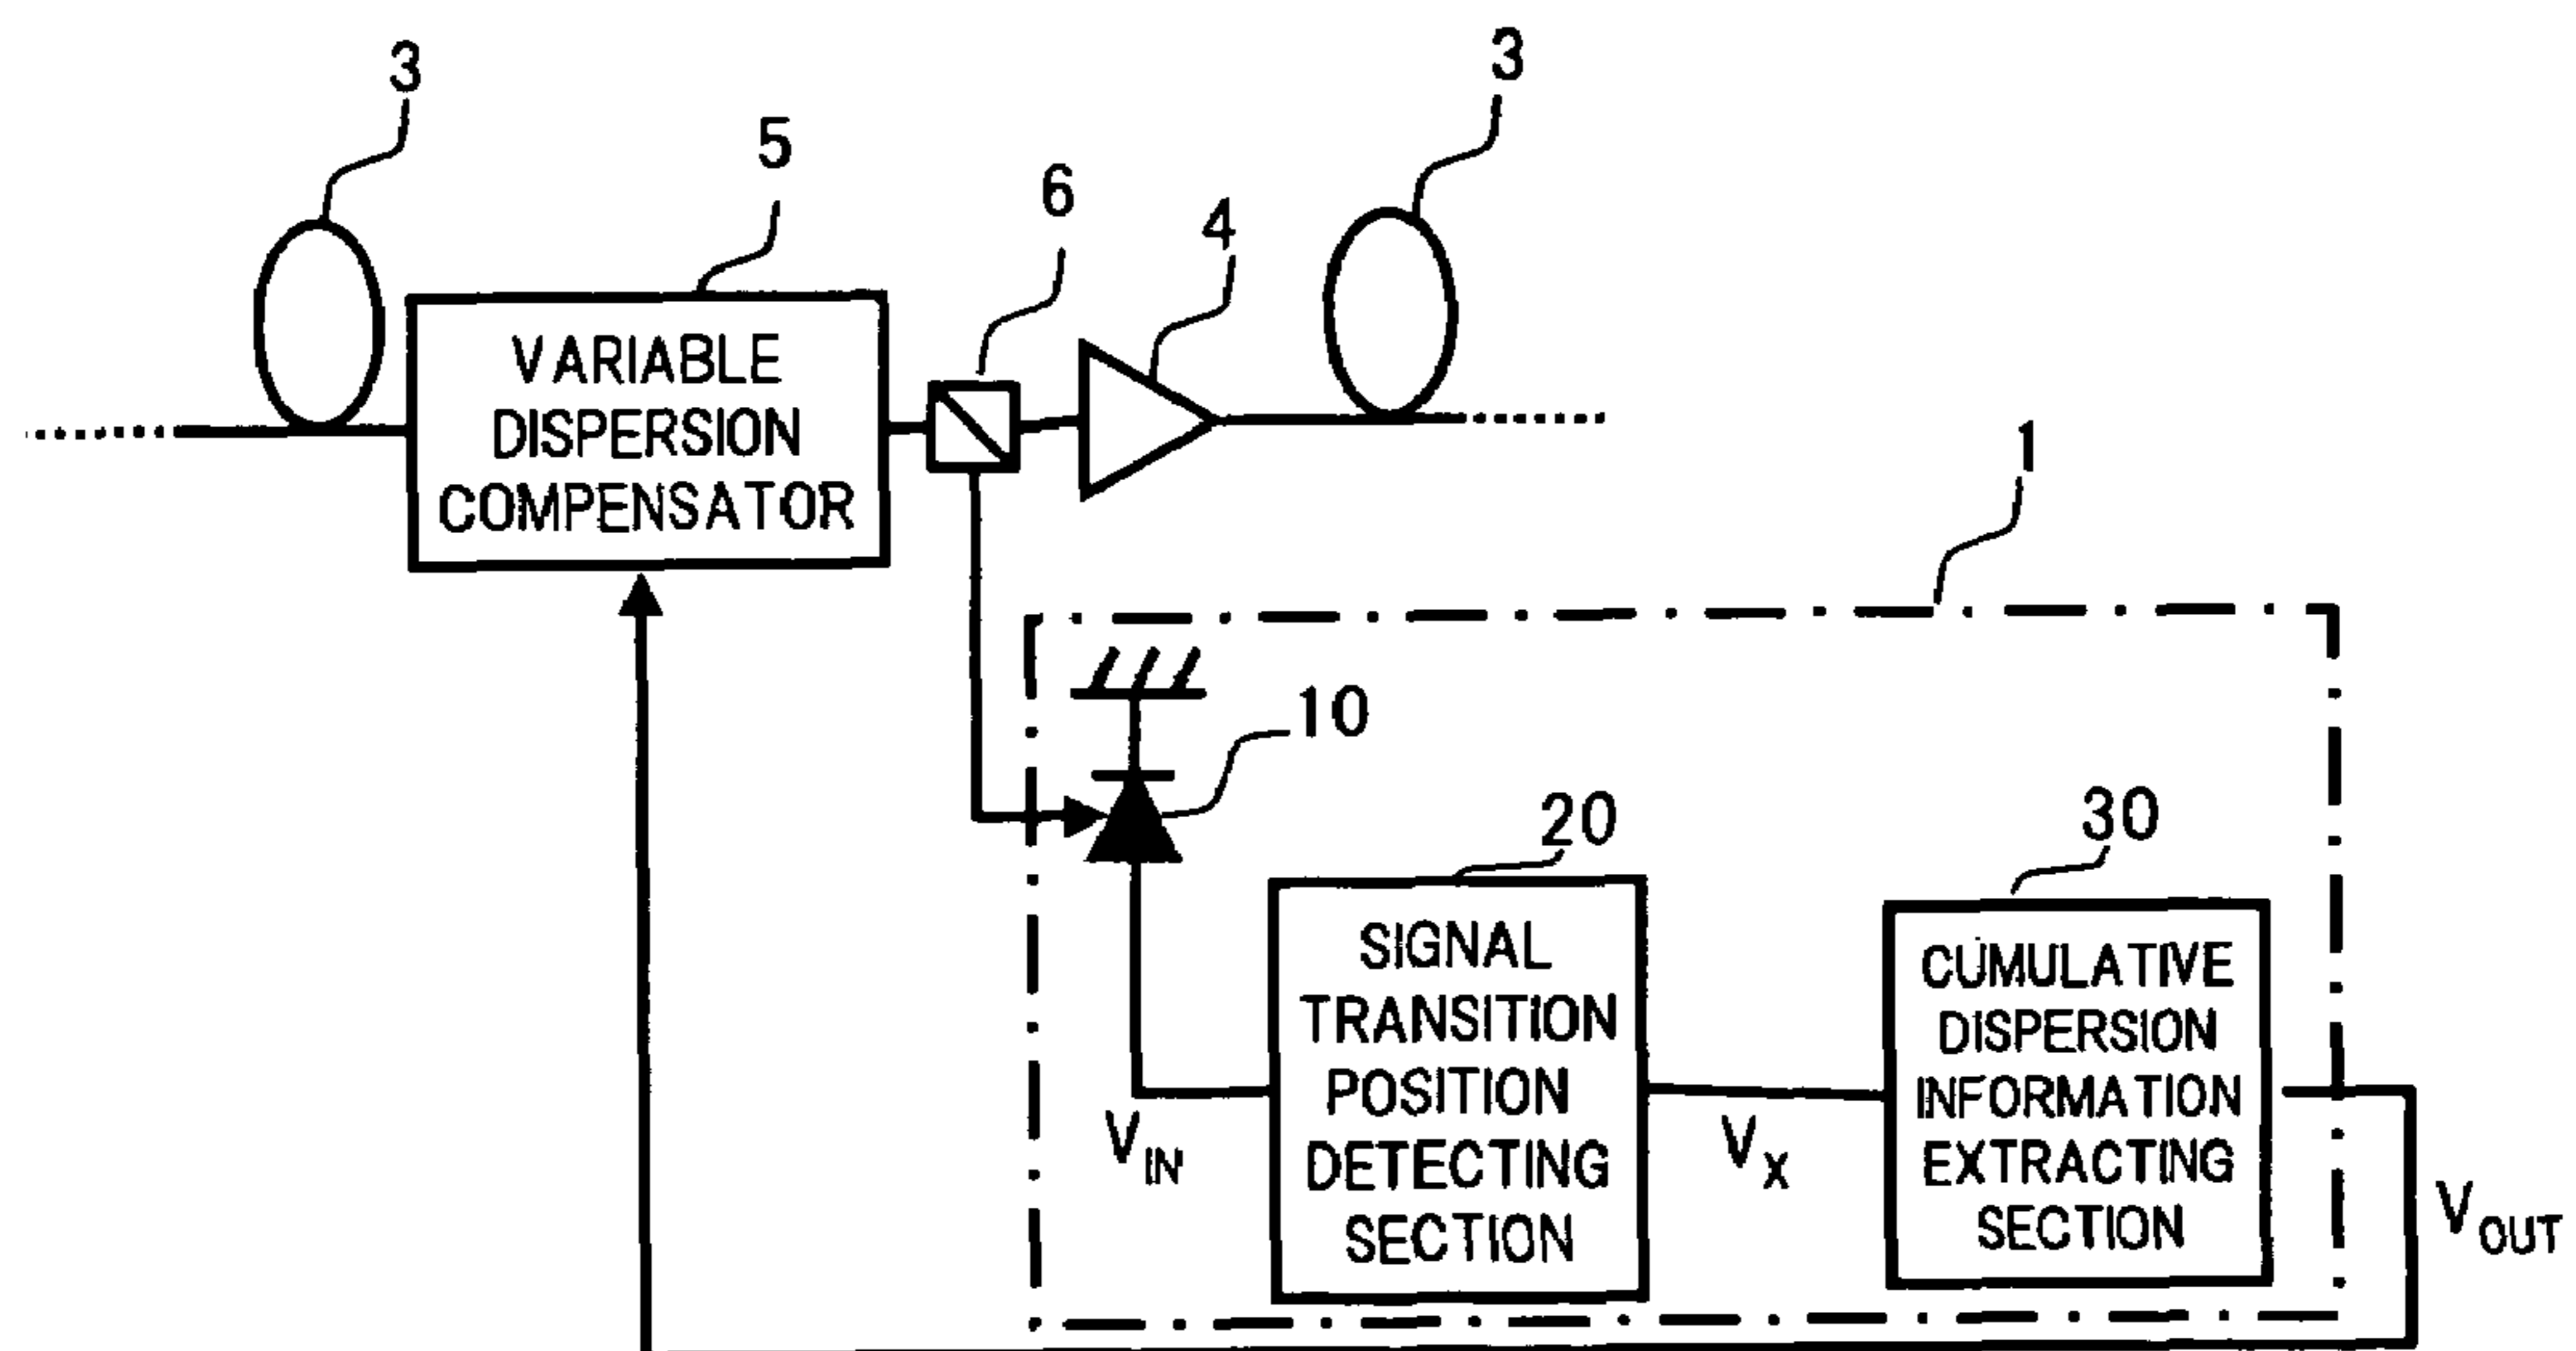 3
3
5
6
4
VARIABLE
DISPERSION
COMPENSATOR
1
10
20
30
SIGNAL
TRANSITION
POSITION
DETECTING
SECTION
CUMULATIVE
DISPERSION
INFORMATION
EXTRACTING
SECTION
VIN
VX
VOUT